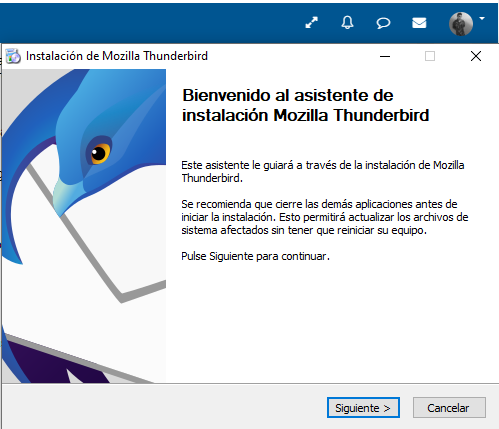 Instalación de Mozilla Thunderbird
Bienvenido al asistente de
instalación Mozilla Thunderbird
Este asistente le guiará a través de la instalación de Mozilla
Thunderbird.
Se recomienda que cierre las demás aplicaciones antes de
iniciar la instalación. Esto permitirá actualizar los archivos de
sistema afectados sin tener que reiniciar su equipo.
Pulse Siguiente para continuar.
Siguiente >
Cancelar